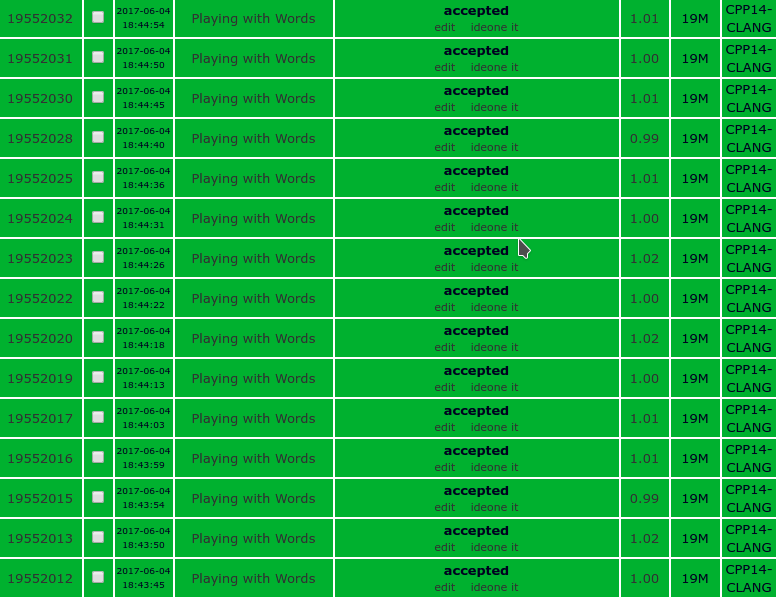 19552032 2017-06-04 18:44:54 Playing with Words accepted edit ideone it 1.01 19M CPP14-CLANG
19552031 2017-06-04 18:44:50 Playing with Words accepted edit ideone it 1.00 19M CPP14-CLANG
19552030 2017-06-04 18:44:45 Playing with Words accepted edit ideone it 1.01 19M CPP14-CLANG
19552028 2017-06-04 18:44:40 Playing with Words accepted edit ideone it 0.99 19M CPP14-CLANG
19552025 2017-06-04 18:44:36 Playing with Words accepted edit ideone it 1.01 19M CPP14-CLANG
19552024 2017-06-04 18:44:31 Playing with Words accepted edit ideone it 1.00 19M CPP14-CLANG
19552023 2017-06-04 18:44:26 Playing with Words accepted edit ideone it 1.02 19M CPP14-CLANG
19552022 2017-06-04 18:44:22 Playing with Words accepted edit ideone it 1.00 19M CPP14-CLANG
19552020 2017-06-04 18:44:18 Playing with Words accepted edit ideone it 1.02 19M CPP14-CLANG
19552019 2017-06-04 18:44:13 Playing with Words accepted edit ideone it 1.00 19M CPP14-CLANG
19552017 2017-06-04 18:44:03 Playing with Words accepted edit ideone it 1.01 19M CPP14-CLANG
19552016 2017-06-04 18:43:59 Playing with Words accepted edit ideone it 1.01 19M CPP14-CLANG
19552015 2017-06-04 18:43:54 Playing with Words accepted edit ideone it 0.99 19M CPP14-CLANG
19552013 2017-06-04 18:43:50 Playing with Words accepted edit ideone it 1.02 19M CPP14-CLANG
19552012 2017-06-04 18:43:45 Playing with Words accepted edit ideone it 1.00 19M CPP14-CLANG